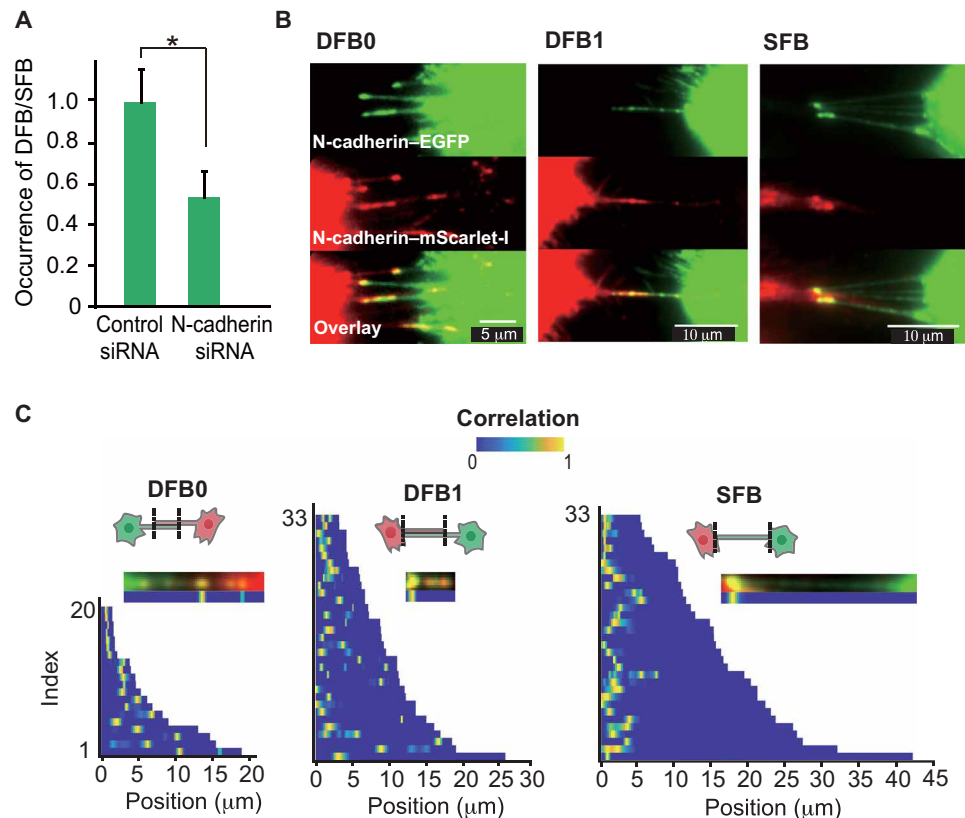 A
Occurrence of DFB/SFB
*
1.0
0.8
0.6
0.4
0.2
0
Control siRNA
N-cadherin siRNA
B
DFB0
DFB1
SFB
N-cadherin–EGFP
N-cadherin–mScarlet-I
Overlay
5 μm
10 μm
10 μm
C
Correlation
0
1
DFB0
20
Index
1
0 5 10 15 20
Position (μm)
DFB1
33
0 5 10 15 20 25 30
Position (μm)
SFB
33
0 5 10 15 20 25 30 35 45
Position (μm)